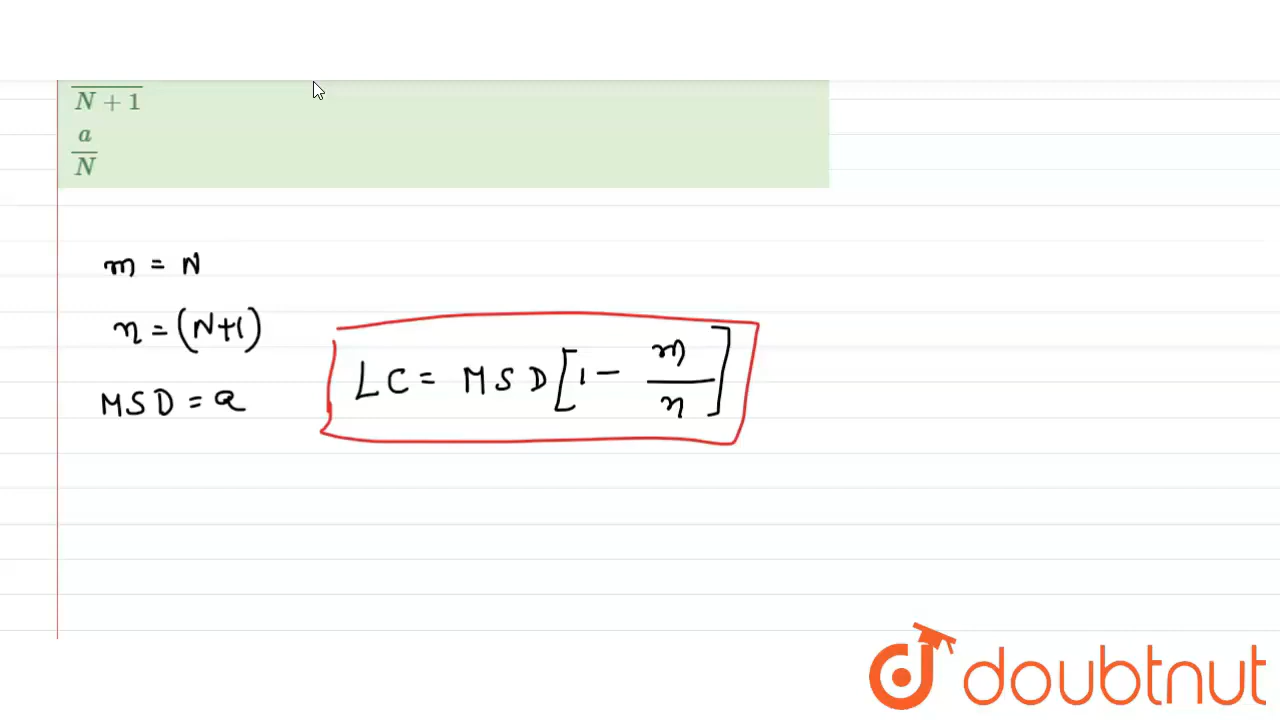 N + 1
a
N
m = N
n = (N+1)
LC = MSD[1 - m/n]
MSD = a
doubtnut